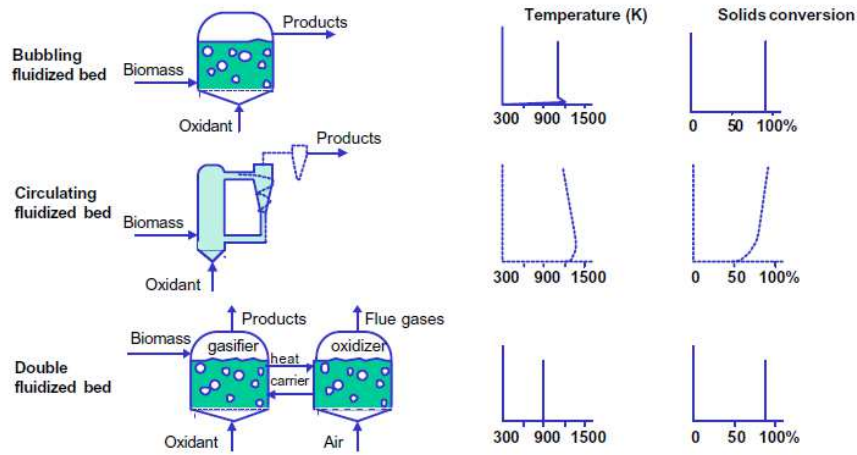 Temperature (K) Solids conversion
Products
Bubbling
fluidized bed
Biomass
Oxidant
300 900 1500
0 50 100%
Products
Circulating
fluidized bed
Biomass
Oxidant
300 900 1500
0 50 100%
Products Flue gases
Biomass
gasifier oxidizer
heat
Double
fluidized bed
carrier
Oxidant Air
300 900 1500
0 50 100%